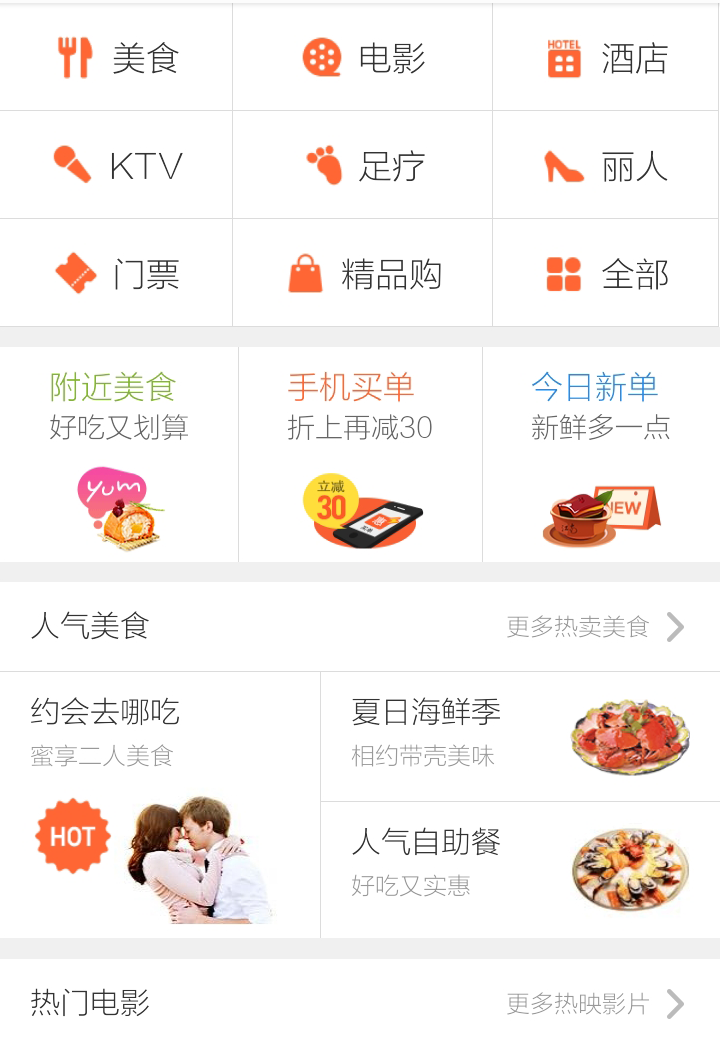 美食
电影
HOTEL
酒店
KTV
足疗
丽人
门票
精品购
全部
附近美食
好吃又划算
yum
手机买单
折上再减30
立减
30
今日新单
新鲜多一点
NEW
人气美食
更多热卖美食
约会去哪吃
蜜享二人美食
HOT
夏日海鲜季
相约带壳美味
人气自助餐
好吃又实惠
热门电影
更多热映影片